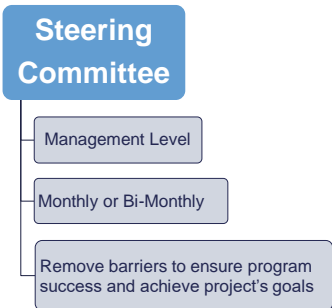 Steering
Committee
Management Level
Monthly or Bi-Monthly
Remove barriers to ensure program
success and achieve project's goals